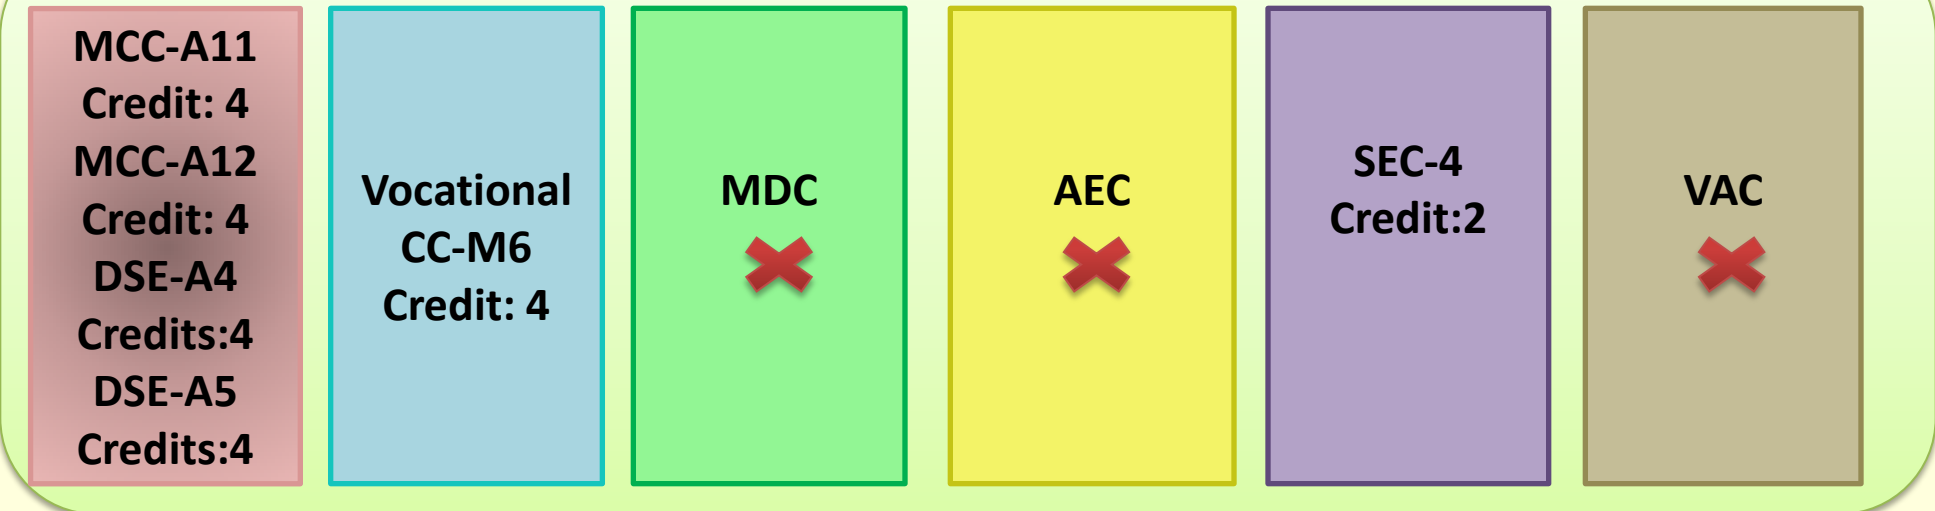 MCC-A11
Credit: 4
MCC-A12
Credit: 4
DSE-A4
Credits:4
DSE-A5
Credits:4
Vocational
CC-M6
Credit: 4
MDC
AEC
SEC-4
Credit:2
VAC